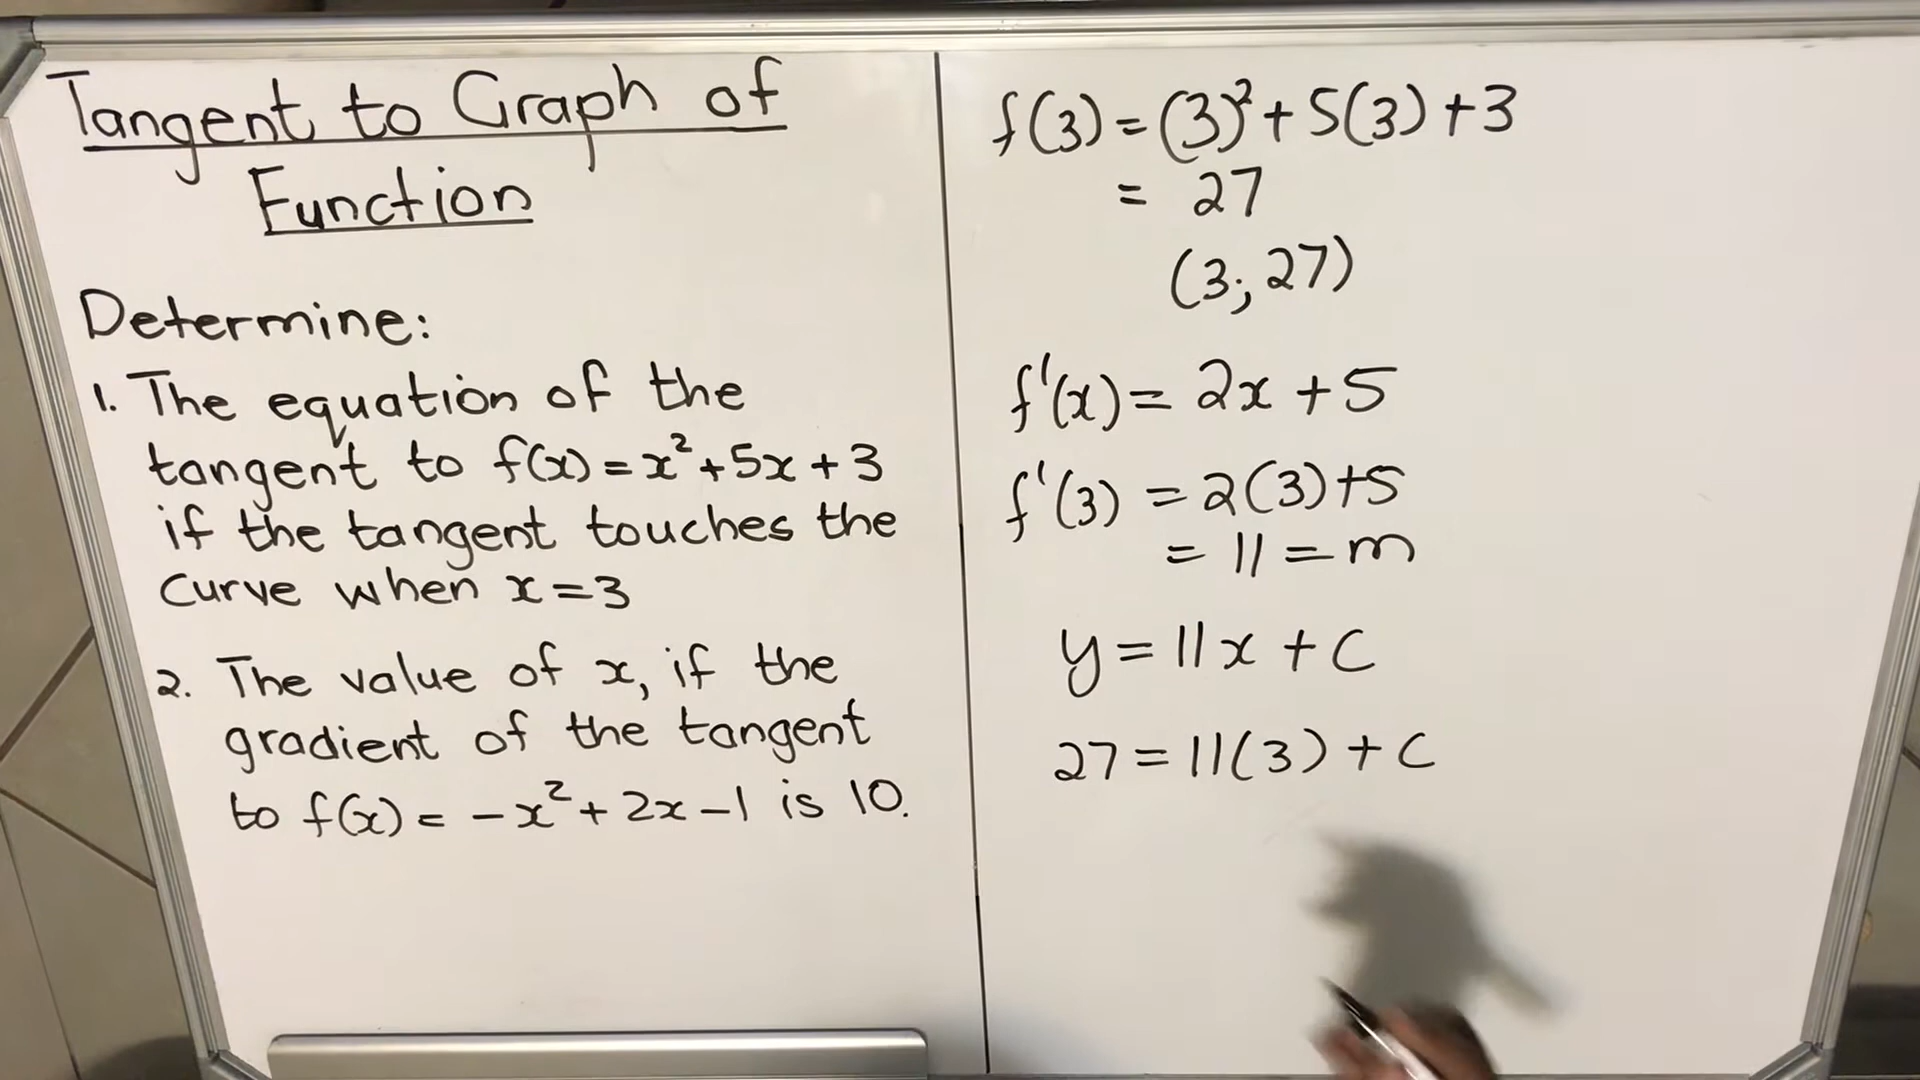 Tangent to Graph of
Function
Determine:
1. The equation of the
tangent to f(x) = x² + 5x + 3
if the tangent touches the
curve when x = 3
2. The value of x, if the
gradient of the tangent
to f(x) = -x² + 2x - 1 is 10.
f(3) = (3)² + 5(3) + 3
= 27
(3; 27)
f'(x) = 2x + 5
f'(3) = 2(3) + 5
= 11 = m
y = 11x + c
27 = 11(3) + c